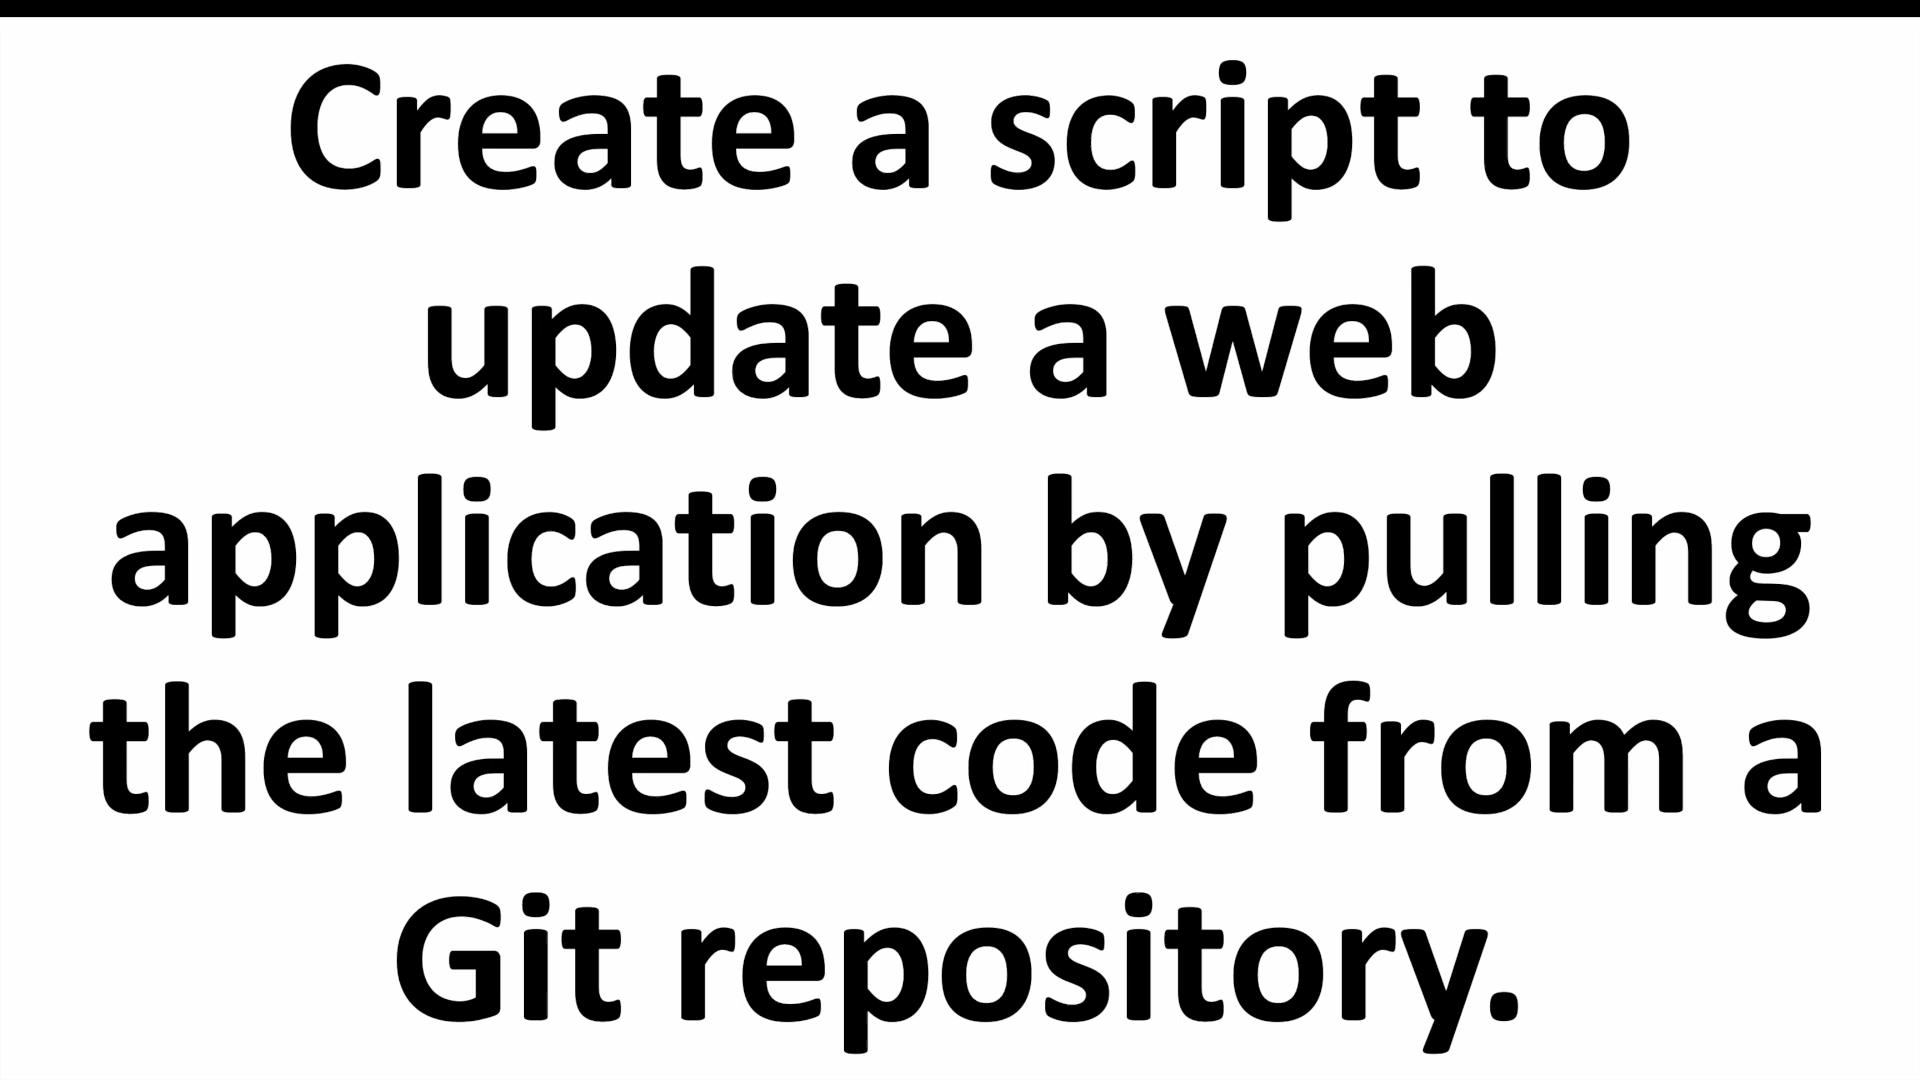 Create a script to
update a web
application by pulling
the latest code from a
Git repository.